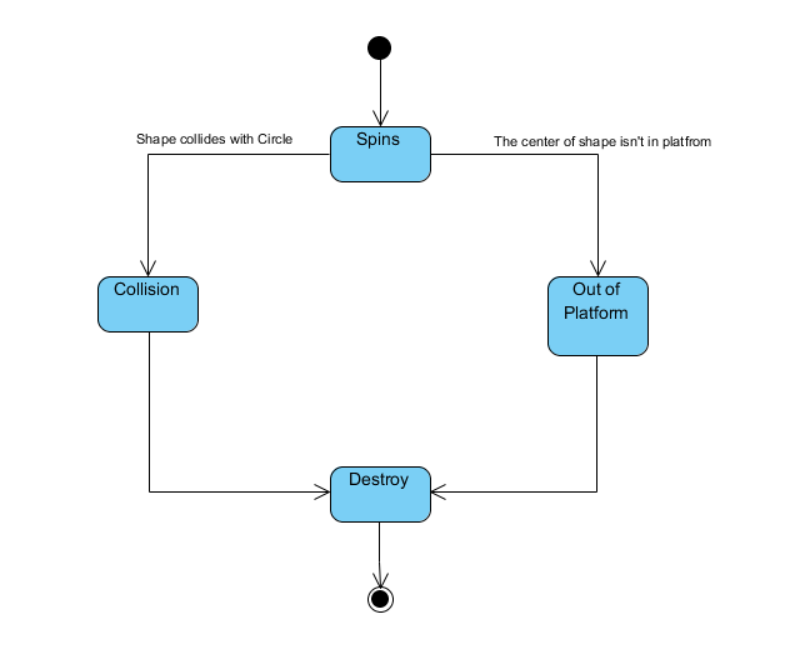 Spins
Shape collides with Circle
The center of shape isn't in platfrom
Collision
Out of
Platform
Destroy